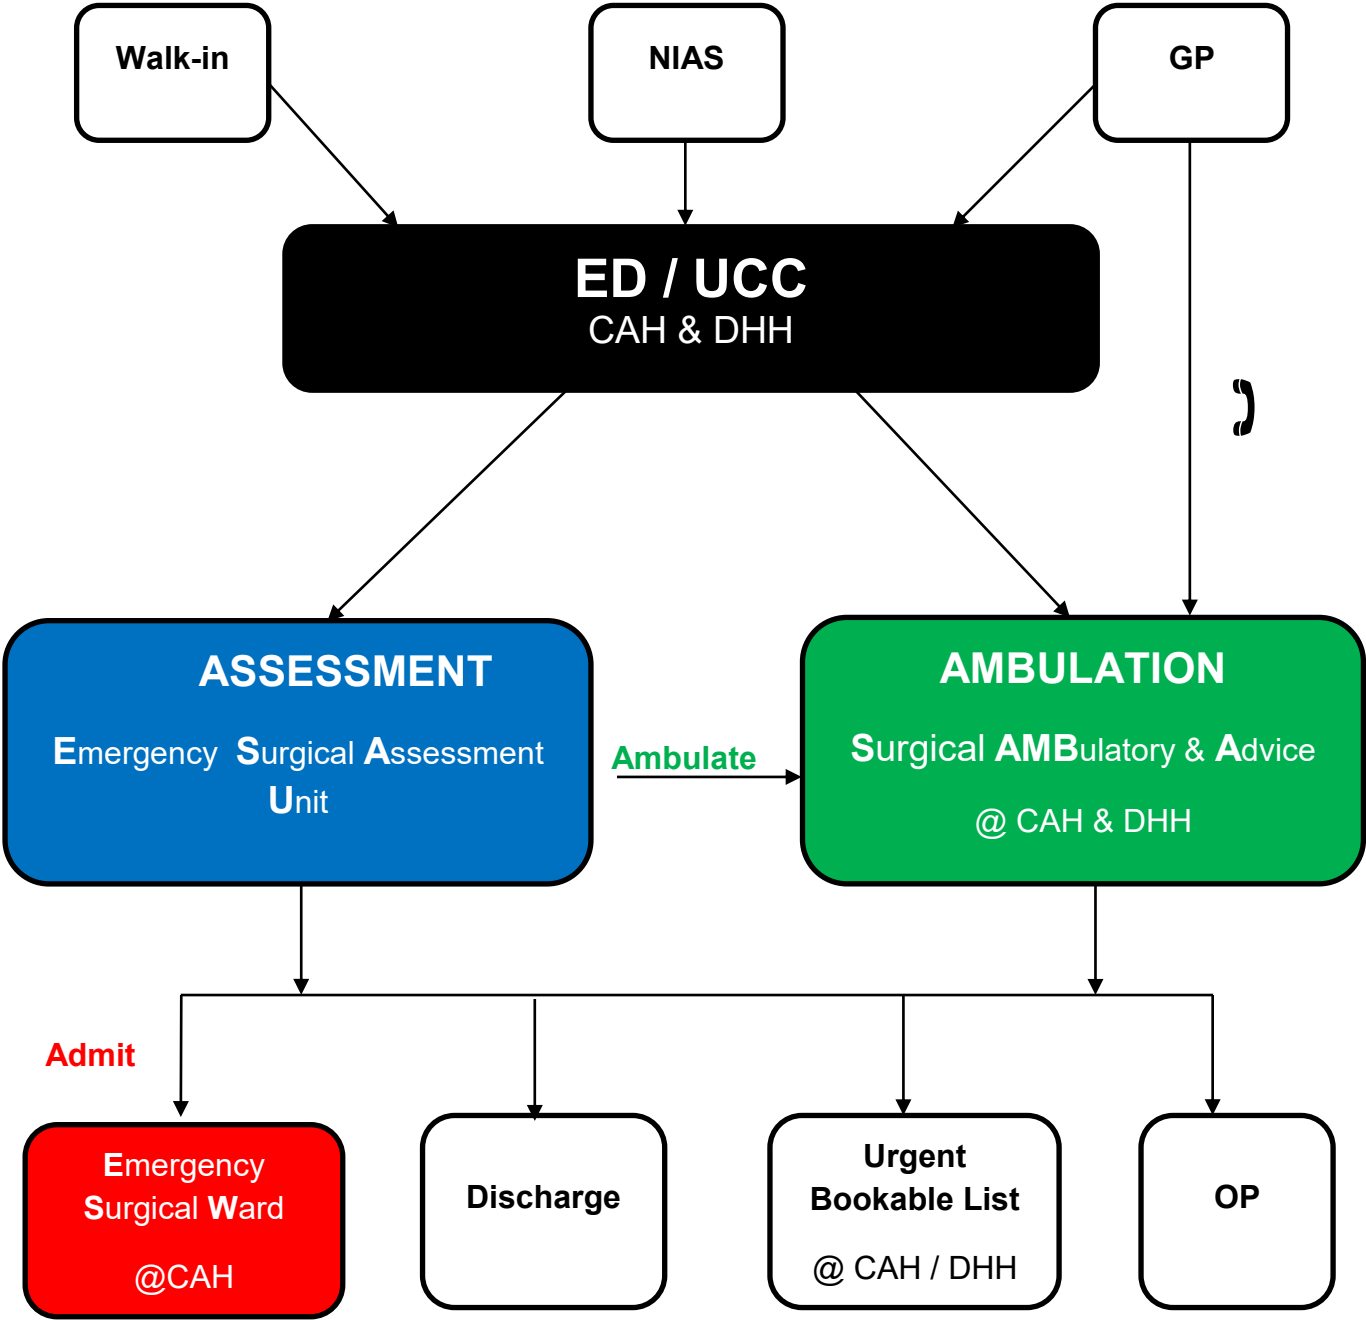 Walk-in
NIAS
GP
ED / UCC
CAH & DHH
ASSESSMENT
Emergency Surgical Assessment
Unit
Ambulate
AMBULATION
Surgical AMBulatory & Advice
@ CAH & DHH
Admit
Emergency
Surgical Ward
@CAH
Discharge
Urgent
Bookable List
@ CAH / DHH
OP